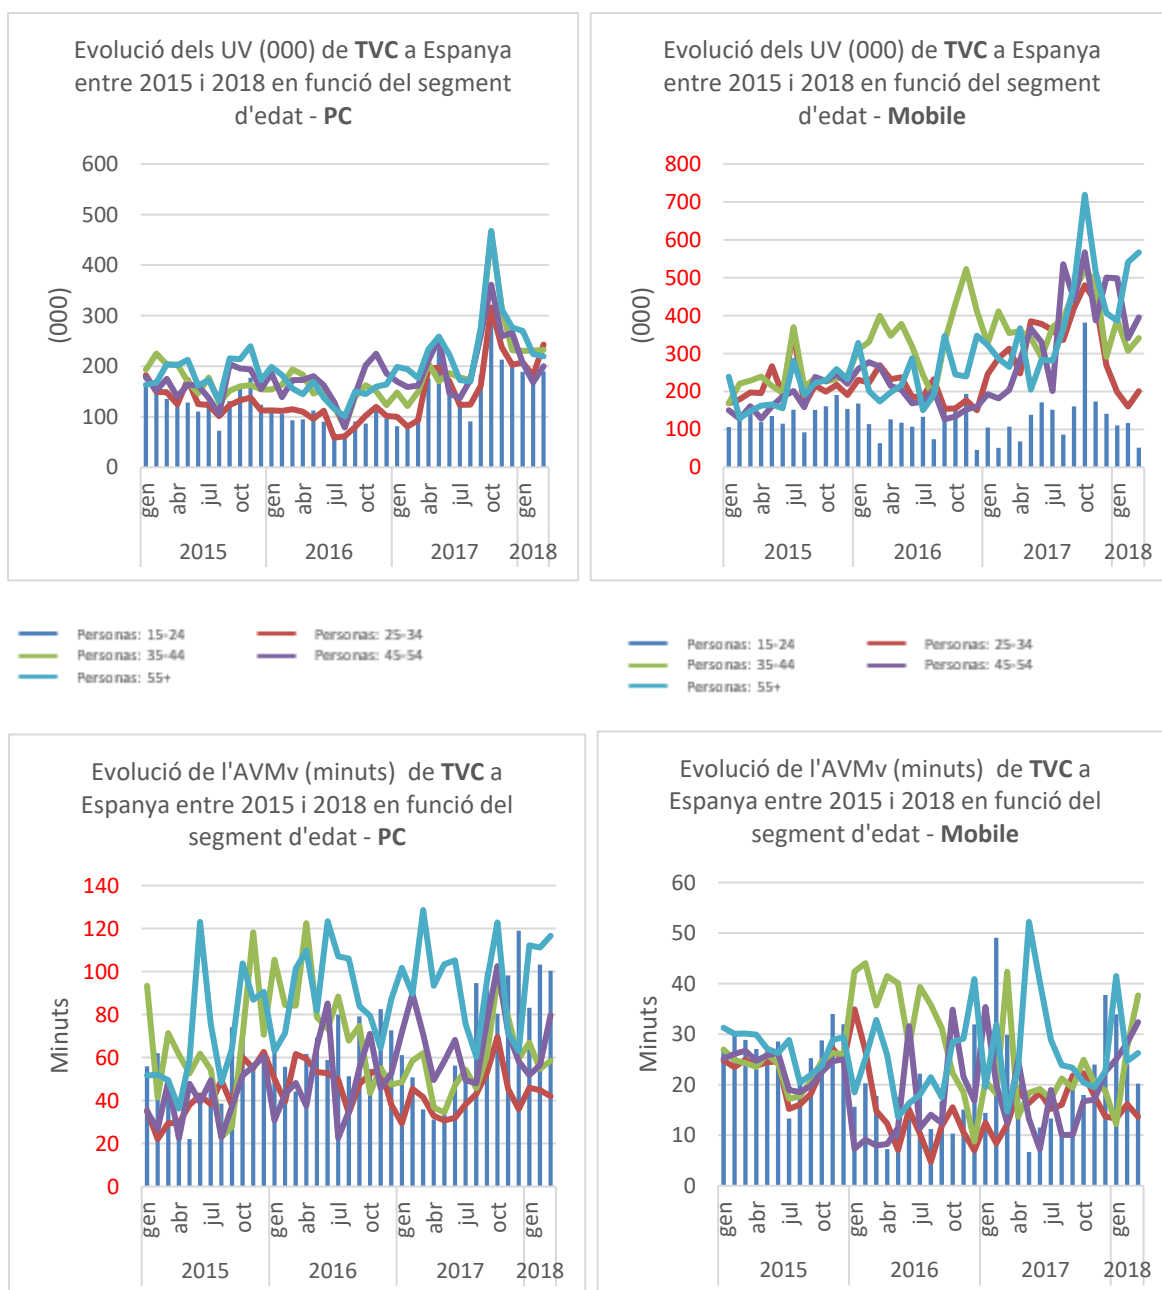 Evolució dels UV (000) de TVC a Espanya
entre 2015 i 2018 en funció del segment
d'edat - PC
600
500
400
300
200
100
0
(000)
gen
abr
jul
oct
gen
abr
jul
oct
gen
abr
jul
oct
gen
2015
2016
2017
2018
Evolució dels UV (000) de TVC a Espanya
entre 2015 i 2018 en funció del segment
d'edat - Mobile
800
700
600
500
400
300
200
100
0
(000)
gen
abr
jul
oct
gen
abr
jul
oct
gen
abr
jul
oct
gen
2015
2016
2017
2018
Personas: 15-24
Personas: 25-34
Personas: 35-44
Personas: 45-54
Personas: 55+
Personas: 15-24
Personas: 25-34
Personas: 35-44
Personas: 45-54
Personas: 55+
Evolució de l'AVMv (minuts) de TVC a
Espanya entre 2015 i 2018 en funció del
segment d'edat - PC
140
120
100
80
60
40
20
0
Minuts
gen
abr
jul
oct
gen
abr
jul
oct
gen
abr
jul
oct
gen
2015
2016
2017
2018
Evolució de l'AVMv (minuts) de TVC a
Espanya entre 2015 i 2018 en funció del
segment d'edat - Mobile
60
50
40
30
20
10
0
Minuts
gen
abr
jul
oct
gen
abr
jul
oct
gen
abr
jul
oct
gen
2015
2016
2017
2018